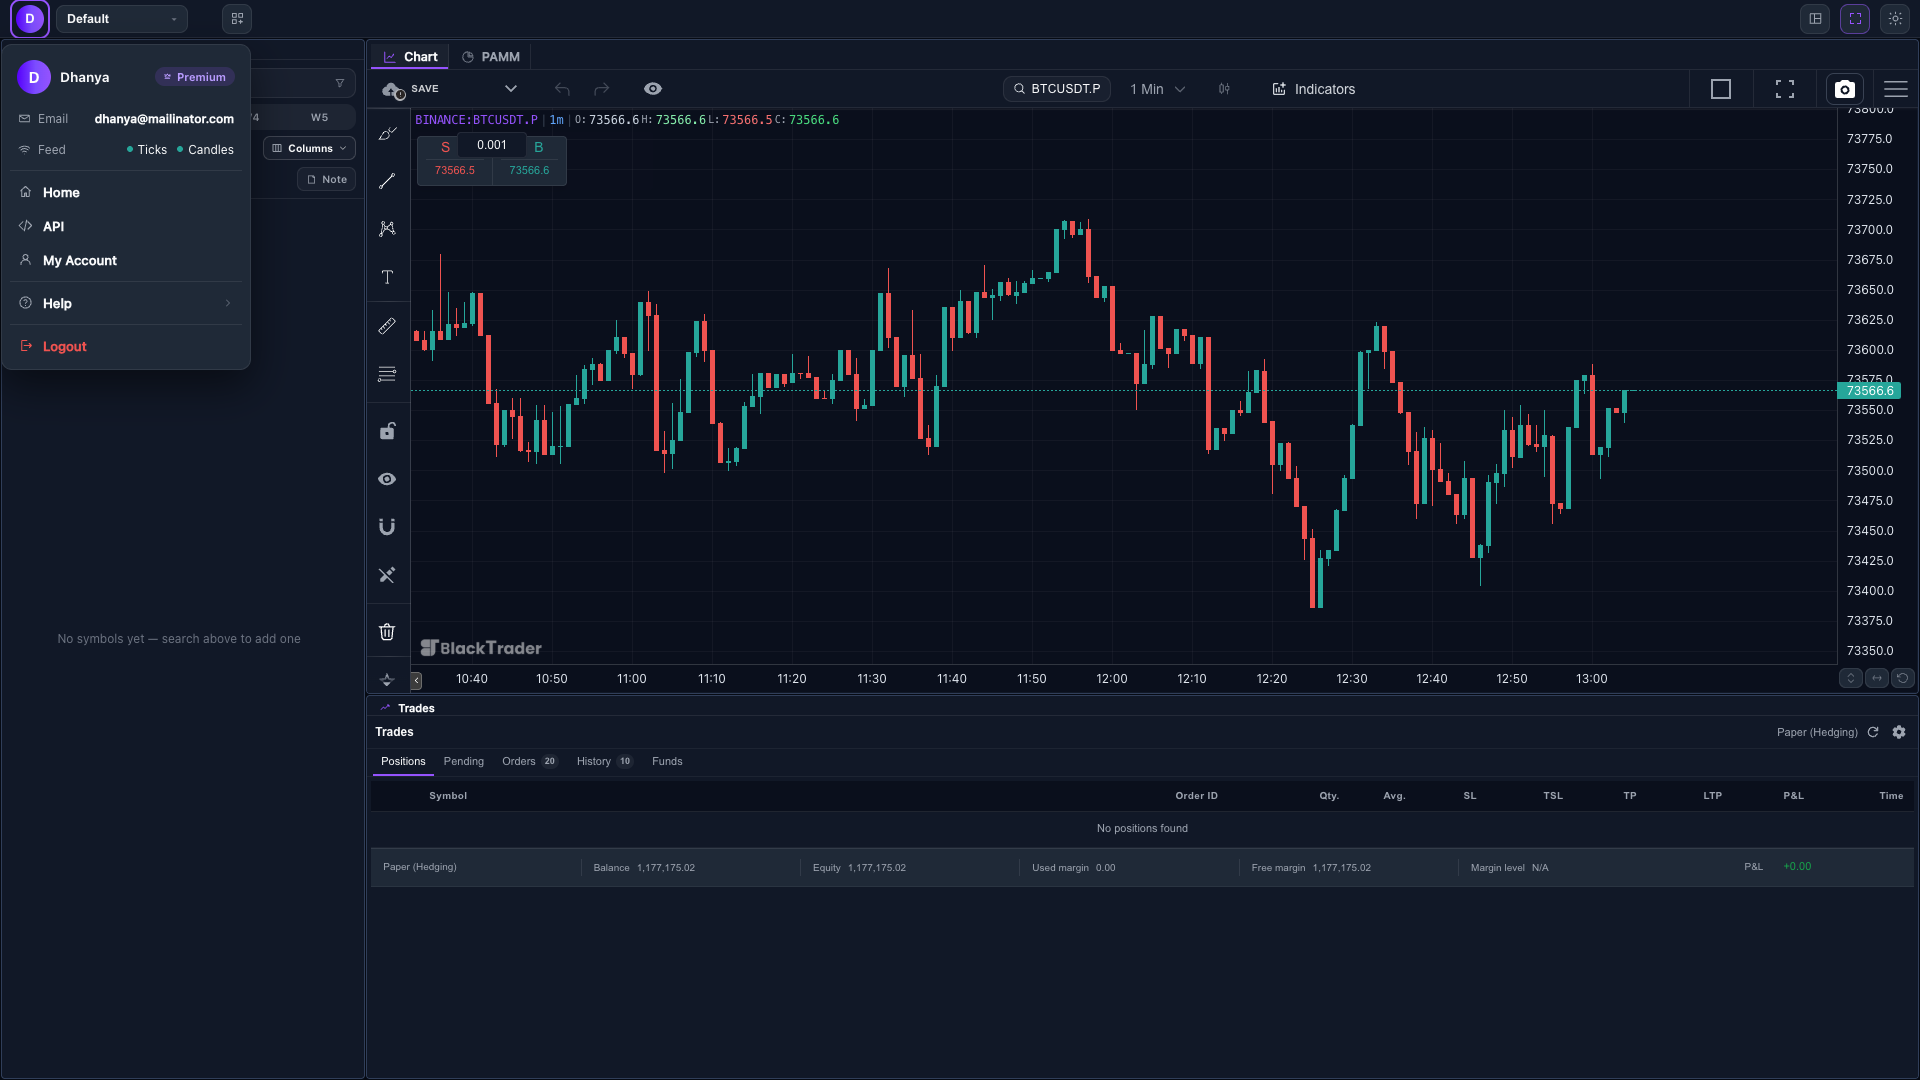 D Default
D Dhanya Premium
Email dhanya@mailinator.com
Feed Ticks Candles
Home
API
My Account
Help
Logout
W5
Columns
Note
No symbols yet — search above to add one
Chart PAMM
SAVE BTCUSDT.P 1 Min Indicators
BINANCE:BTCUSDT.P 1m O: 73566.6 H: 73566.6 L: 73566.5 C: 73566.6
S 0.001 B
73566.5 73566.6
73800.0
73775.0
73750.0
73725.0
73700.0
73675.0
73650.0
73625.0
73600.0
73575.0
73566.6
73550.0
73525.0
73500.0
73475.0
73450.0
73425.0
73400.0
73375.0
73350.0
BlackTrader
10:40 10:50 11:00 11:10 11:20 11:30 11:40 11:50 12:00 12:10 12:20 12:30 12:40 12:50 13:00
Trades
Trades Paper (Hedging)
Positions Pending Orders 20 History 10 Funds
Symbol Order ID Qty. Avg. SL TSL TP LTP P&L Time
No positions found
Paper (Hedging) Balance 1,177,175.02 Equity 1,177,175.02 Used margin 0.00 Free margin 1,177,175.02 Margin level N/A P&L +0.00